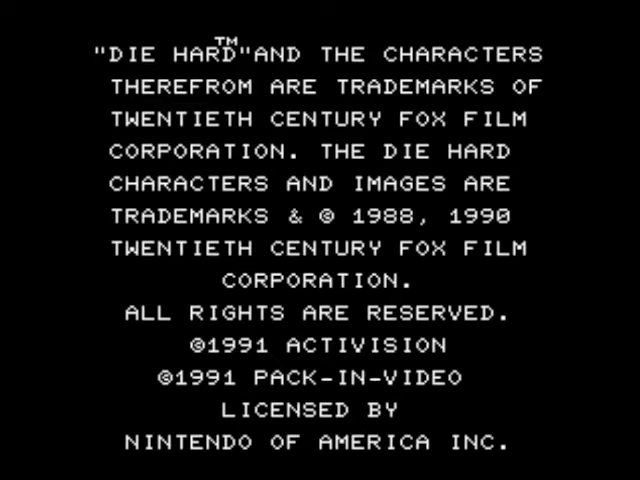 "DIE HARD™"AND THE CHARACTERS
THEREFROM ARE TRADEMARKS OF
TWENTIETH CENTURY FOX FILM
CORPORATION. THE DIE HARD
CHARACTERS AND IMAGES ARE
TRADEMARKS & © 1988, 1990
TWENTIETH CENTURY FOX FILM
CORPORATION.
ALL RIGHTS ARE RESERVED.
©1991 ACTIVISION
©1991 PACK-IN-VIDEO
LICENSED BY
NINTENDO OF AMERICA INC.